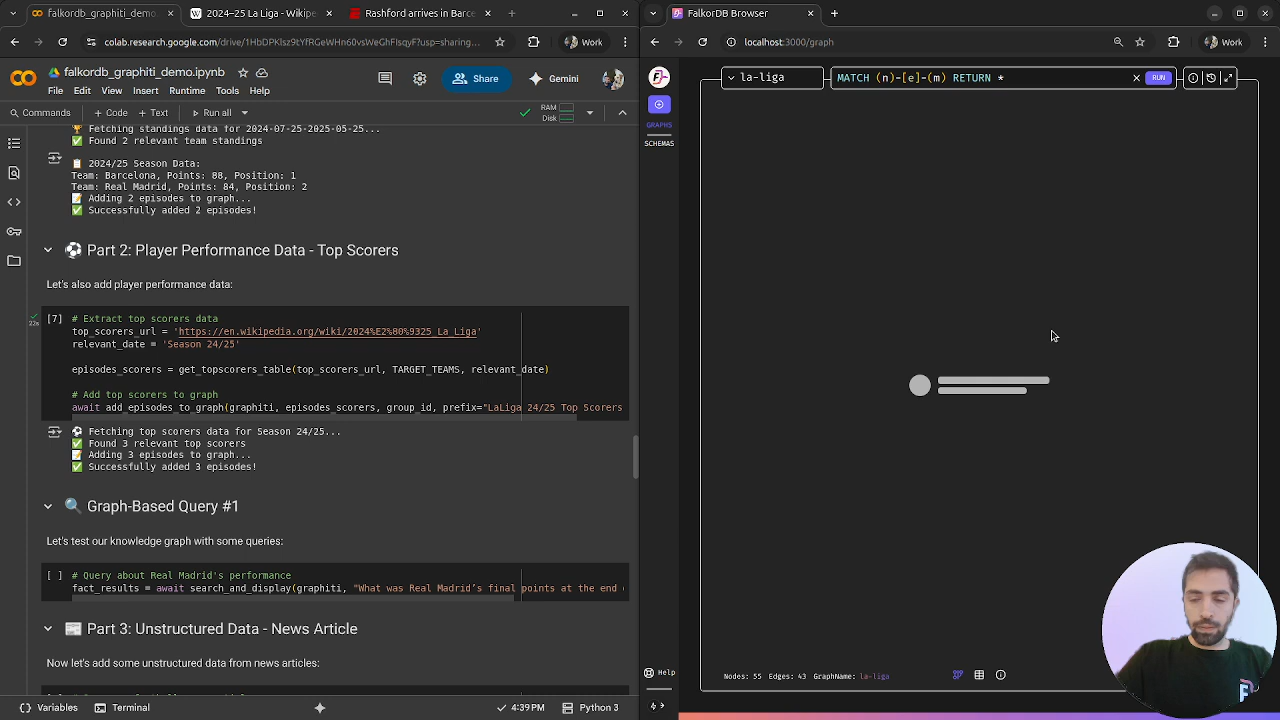 falkordb_graphiti_demo.ip
2024–25 La Liga - Wikipe
Rashford arrives in Barce
FalkorDB Browser
colab.research.google.com/drive/1HbDPKlsz9tYfRGeWHn60vsWeGhFlsqyF?usp=sharing...
Work
localhost:3000/graph
Work
falkordb_graphiti_demo.ipynb
File Edit View Insert Runtime Tools Help
Share
Gemini
Commands + Code + Text Run all
RAM
Disk
la-liga
MATCH (n)-[e]-(m) RETURN *
RUN
GRAPHS
SCHEMAS
Fetching standings data for 2024-07-25-2025-05-25...
Found 2 relevant team standings
2024/25 Season Data:
Team: Barcelona, Points: 88, Position: 1
Team: Real Madrid, Points: 84, Position: 2
Adding 2 episodes to graph...
Successfully added 2 episodes!
Part 2: Player Performance Data - Top Scorers
Let's also add player performance data:
[7] # Extract top scorers data
22s
top_scorers_url = 'https://en.wikipedia.org/wiki/2024%E2%80%9325_La_Liga'
relevant_date = 'Season 24/25'
episodes_scorers = get_topscorers_table(top_scorers_url, TARGET_TEAMS, relevant_date)
# Add top scorers to graph
await add_episodes_to_graph(graphiti, episodes_scorers, group_id, prefix="LaLiga 24/25 Top Scorers
Fetching top scorers data for Season 24/25...
Found 3 relevant top scorers
Adding 3 episodes to graph...
Successfully added 3 episodes!
Graph-Based Query #1
Let's test our knowledge graph with some queries:
[ ] # Query about Real Madrid's performance
fact_results = await search_and_display(graphiti, "What was Real Madrid’s final points at the end
Part 3: Unstructured Data - News Article
Now let's add some unstructured data from news articles:
Variables Terminal
4:39 PM Python 3
Help
Nodes: 55 Edges: 43 GraphName: la-liga